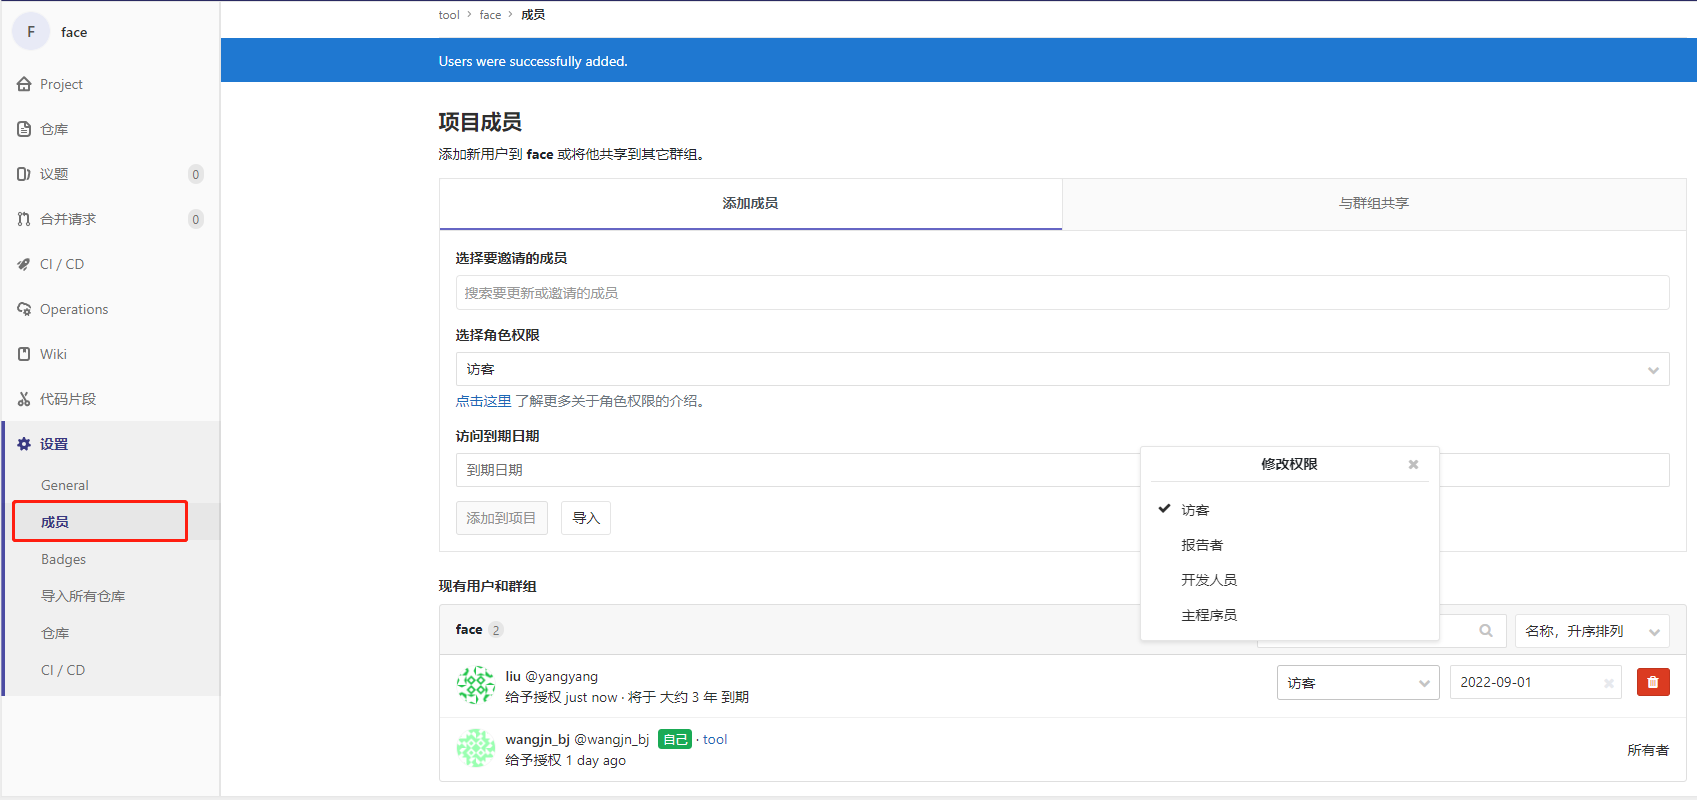 F face
Project
仓库
议题 0
合并请求 0
CI / CD
Operations
Wiki
代码片段
设置
General
成员
Badges
导入所有仓库
仓库
CI / CD
tool › face › 成员
Users were successfully added.
项目成员
添加新用户到 face 或将他共享到其它群组。
添加成员 与群组共享
选择要邀请的成员
搜索要更新或邀请的成员
选择角色权限
访客
点击这里 了解更多关于角色权限的介绍。
访问到期日期
到期日期
添加到项目 导入
修改权限
访客
报告者
开发人员
主程序员
现有用户和群组
face 2 名称，升序排列
liu @yangyang
给予授权 just now · 将于 大约 3 年 到期
访客 2022-09-01
wangjn_bj @wangjn_bj 自己 · tool
给予授权 1 day ago
所有者